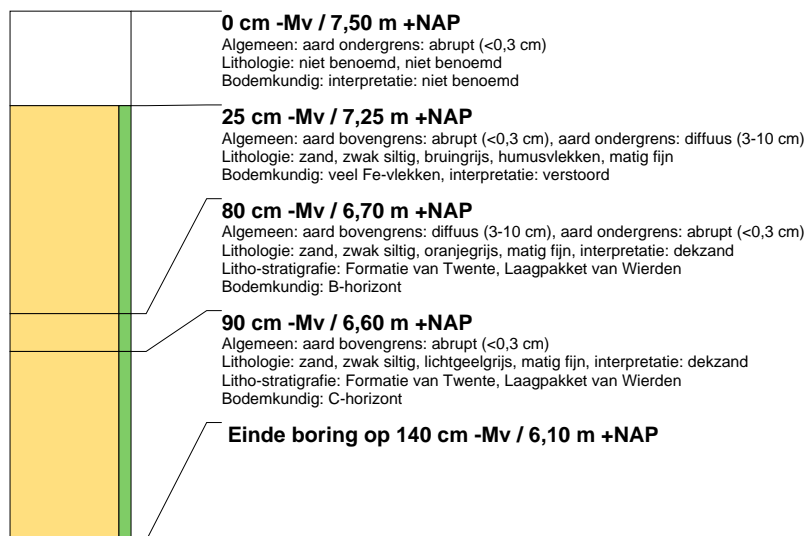 0 cm -Mv / 7,50 m +NAP
Algemeen: aard ondergrens: abrupt (<0,3 cm)
Lithologie: niet benoemd, niet benoemd
Bodemkundig: interpretatie: niet benoemd
25 cm -Mv / 7,25 m +NAP
Algemeen: aard bovengrens: abrupt (<0,3 cm), aard ondergrens: diffuus (3-10 cm)
Lithologie: zand, zwak siltig, bruingrijs, humusvlekken, matig fijn
Bodemkundig: veel Fe-vlekken, interpretatie: verstoord
80 cm -Mv / 6,70 m +NAP
Algemeen: aard bovengrens: diffuus (3-10 cm), aard ondergrens: abrupt (<0,3 cm)
Lithologie: zand, zwak siltig, oranjegrijs, matig fijn, interpretatie: dekzand
Litho-stratigrafie: Formatie van Twente, Laagpakket van Wierden
Bodemkundig: B-horizont
90 cm -Mv / 6,60 m +NAP
Algemeen: aard bovengrens: abrupt (<0,3 cm)
Lithologie: zand, zwak siltig, lichtgeelgrijs, matig fijn, interpretatie: dekzand
Litho-stratigrafie: Formatie van Twente, Laagpakket van Wierden
Bodemkundig: C-horizont
Einde boring op 140 cm -Mv / 6,10 m +NAP